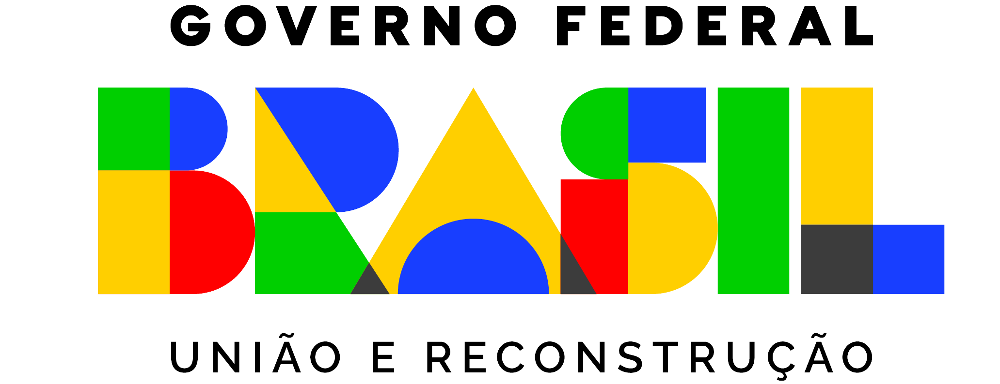 GOVERNO FEDERAL
BRASIL
UNIÃO E RECONSTRUÇÃO